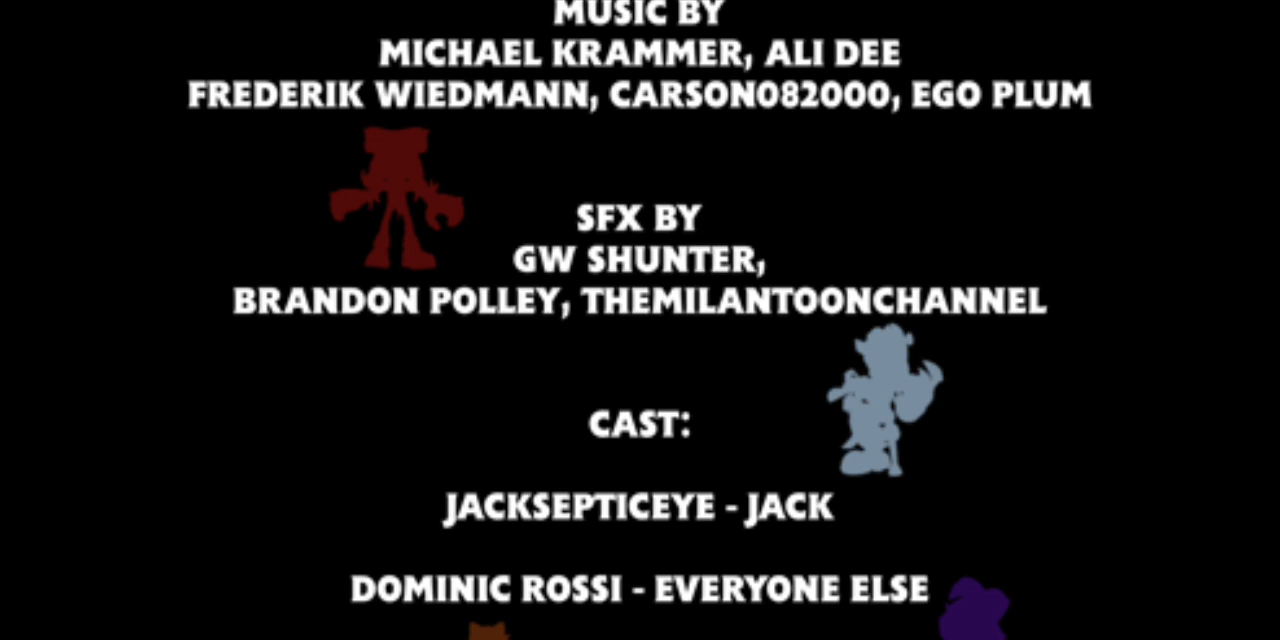 MUSIC BY
MICHAEL KRAMMER, ALI DEE
FREDERIK WIEDMANN, CARSON082000, EGO PLUM
SFX BY
GW SHUNTER,
BRANDON POLLEY, THEMILANTOONCHANNEL
CAST:
JACKSEPTICEYE - JACK
DOMINIC ROSSI - EVERYONE ELSE